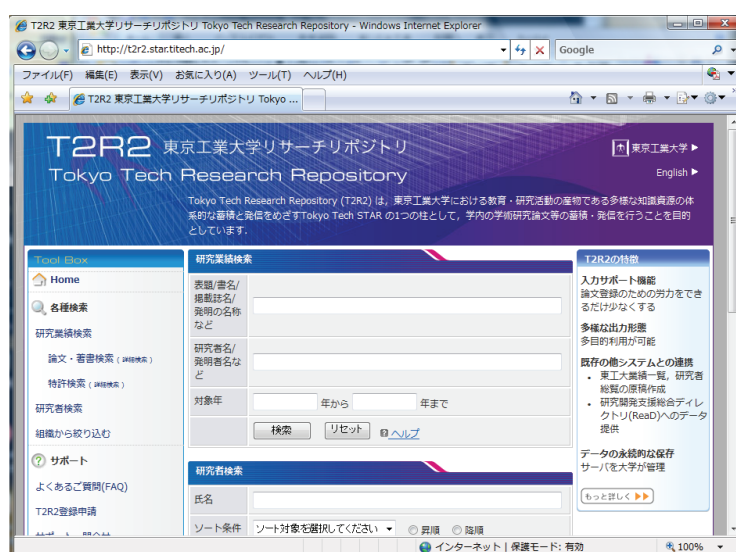 T2R2 東京工業大学リサーチリポジトリ Tokyo Tech Research Repository - Windows Internet Explorer
http://t2r2.star.titech.ac.jp/
Google
ファイル(F) 編集(E) 表示(V) お気に入り(A) ツール(T) ヘルプ(H)
T2R2 東京工業大学リサーチリポジトリ Tokyo ...
T2R2 東京工業大学リサーチリポジトリ
東京工業大学
Tokyo Tech Research Repository
English
Tokyo Tech Research Repository (T2R2) は，東京工業大学における教育・研究活動の産物である多様な知識資源の体
系的な蓄積と発信をめざすTokyo Tech STAR の1つの柱として，学内の学術研究論文等の蓄積・発信を行うことを目的
としています．
Tool Box
Home
各種検索
研究業績検索
論文・著書検索 ( 詳細検索 )
特許検索 ( 詳細検索 )
研究者検索
組織から絞り込む
サポート
よくあるご質問(FAQ)
T2R2登録申請
研究業績検索
表題/書名/
掲載誌名/
発明の名称
など
研究者名/
発明者名な
ど
対象年
年から
年まで
検索
リセット
ヘルプ
研究者検索
氏名
ソート条件
ソート対象を選択してください
昇順
降順
T2R2の特徴
入力サポート機能
論文登録のための労力をでき
るだけ少なくする
多様な出力形態
多目的利用が可能
既存の他システムとの連携
・ 東工大業績一覧，研究者
総覧の原稿作成
・ 研究開発支援総合ディレ
クトリ(ReaD)へのデータ
提供
データの永続的な保存
サーバを大学が管理
もっと詳しく
インターネット | 保護モード: 有効
100%